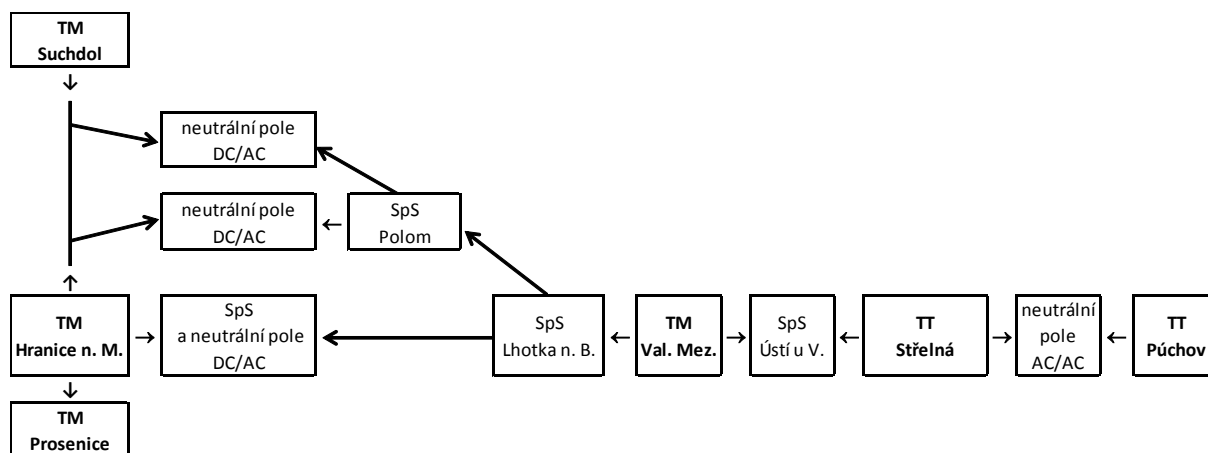 TM
Suchdol
↓
neutrální pole
DC/AC
neutrální pole
DC/AC
←
SpS
Polom
↑
TM
Hranice n. M.
→
SpS
a neutrální pole
DC/AC
SpS
Lhotka n. B.
←
TM
Val. Mez.
→
SpS
Ústí u V.
←
TT
Střelná
→
neutrální
pole
AC/AC
←
TT
Púchov
↓
TM
Prosenice